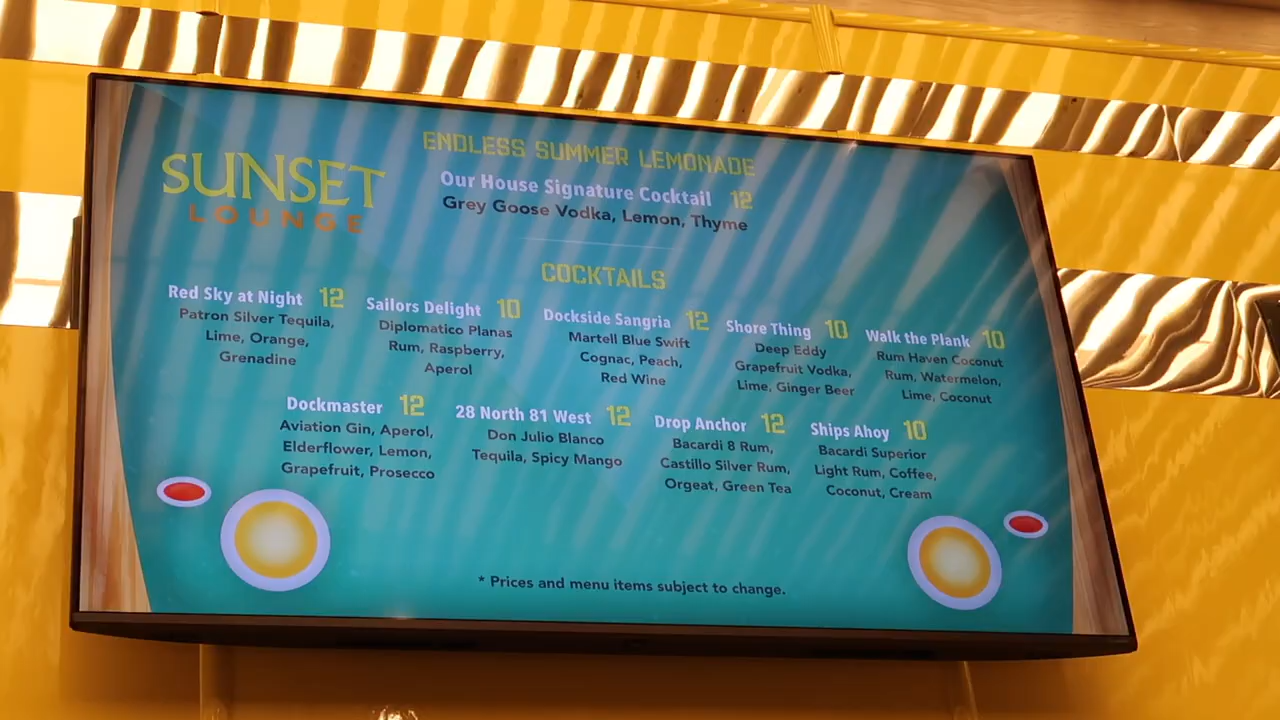 SUNSET
LOUNGE
ENDLESS SUMMER LEMONADE
Our House Signature Cocktail 12
Grey Goose Vodka, Lemon, Thyme
COCKTAILS
Red Sky at Night 12
Patron Silver Tequila,
Lime, Orange,
Grenadine
Sailors Delight 10
Diplomatico Planas
Rum, Raspberry,
Aperol
Dockside Sangria 12
Martell Blue Swift
Cognac, Peach,
Red Wine
Shore Thing 10
Deep Eddy
Grapefruit Vodka,
Lime, Ginger Beer
Walk the Plank 10
Rum Haven Coconut
Rum, Watermelon,
Lime, Coconut
Dockmaster 12
Aviation Gin, Aperol,
Elderflower, Lemon,
Grapefruit, Prosecco
28 North 81 West 12
Don Julio Blanco
Tequila, Spicy Mango
Drop Anchor 12
Bacardi 8 Rum,
Castillo Silver Rum,
Orgeat, Green Tea
Ships Ahoy 10
Bacardi Superior
Light Rum, Coffee,
Coconut, Cream
* Prices and menu items subject to change.